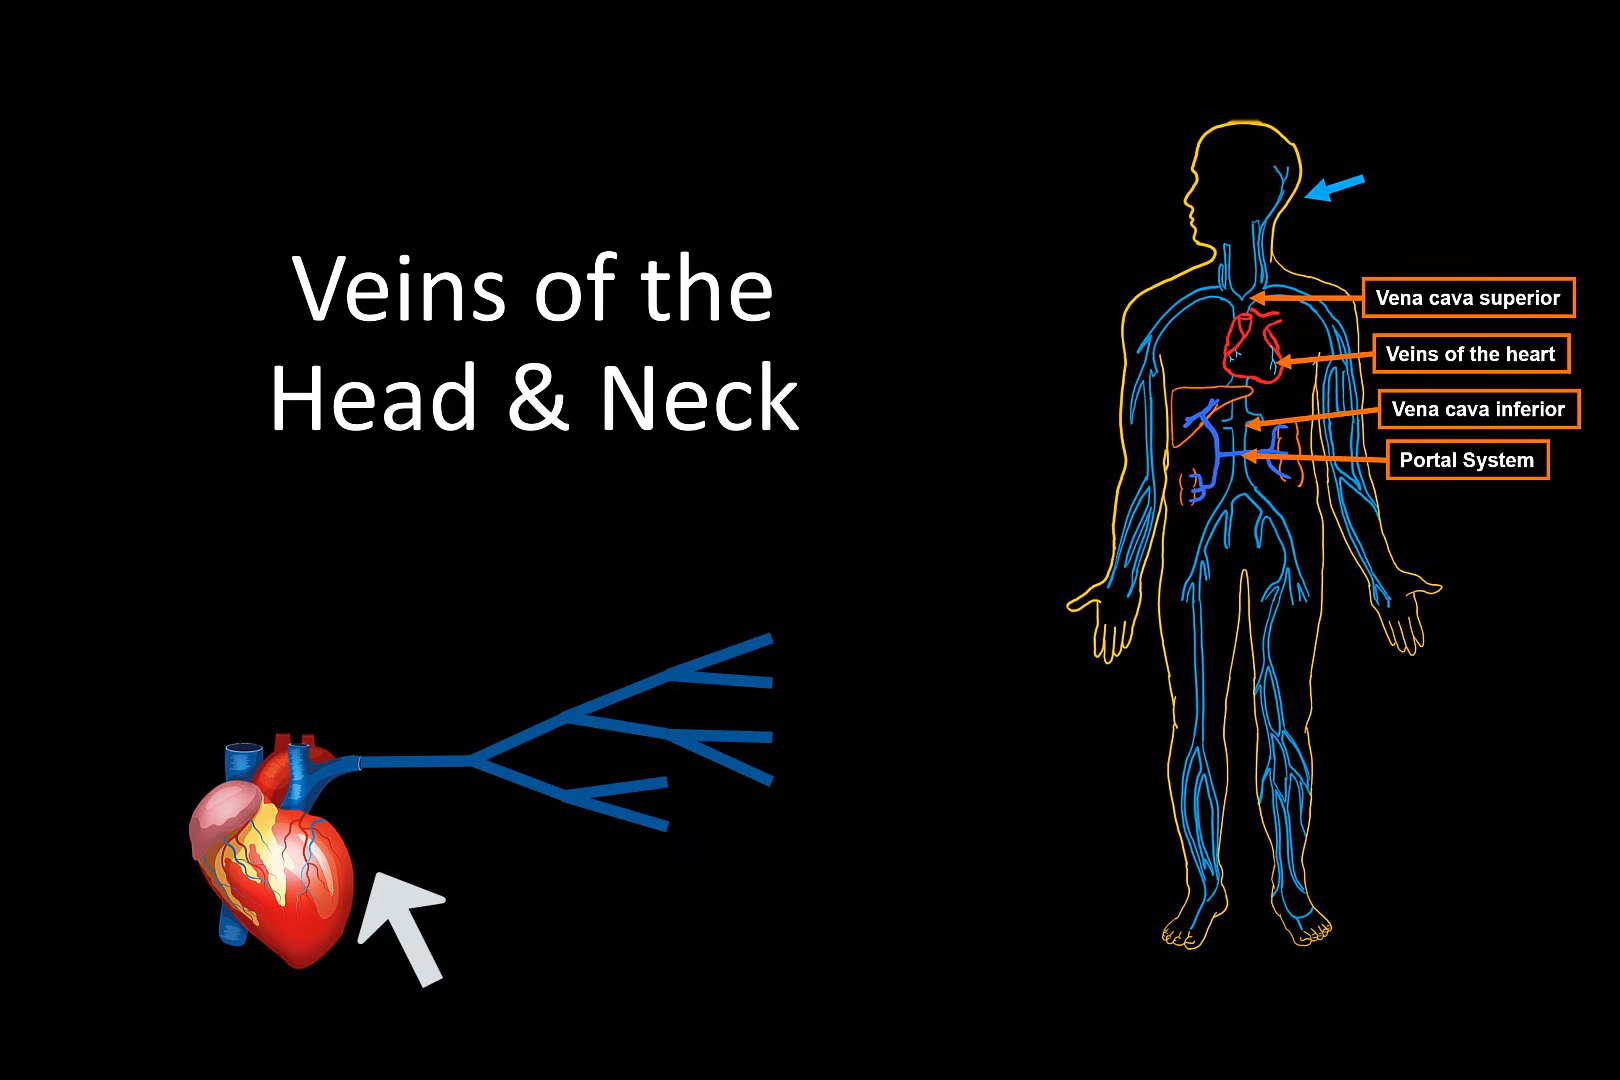 Veins of the
Head & Neck
Vena cava superior
Veins of the heart
Vena cava inferior
Portal System